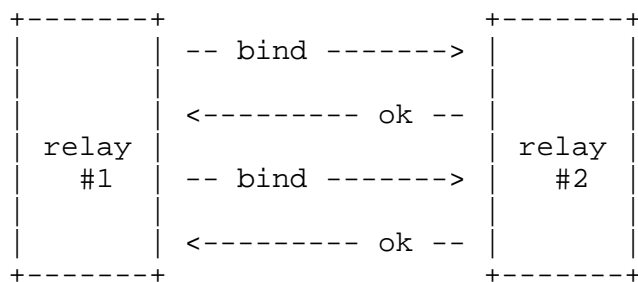 +-------+                     +-------+
|       | -- bind -------> |       |
|       |                     |       |
|       | <--------- ok -- |       |
| relay |                     | relay |
|  #1   | -- bind -------> |  #2   |
|       |                     |       |
|       | <--------- ok -- |       |
+-------+                     +-------+